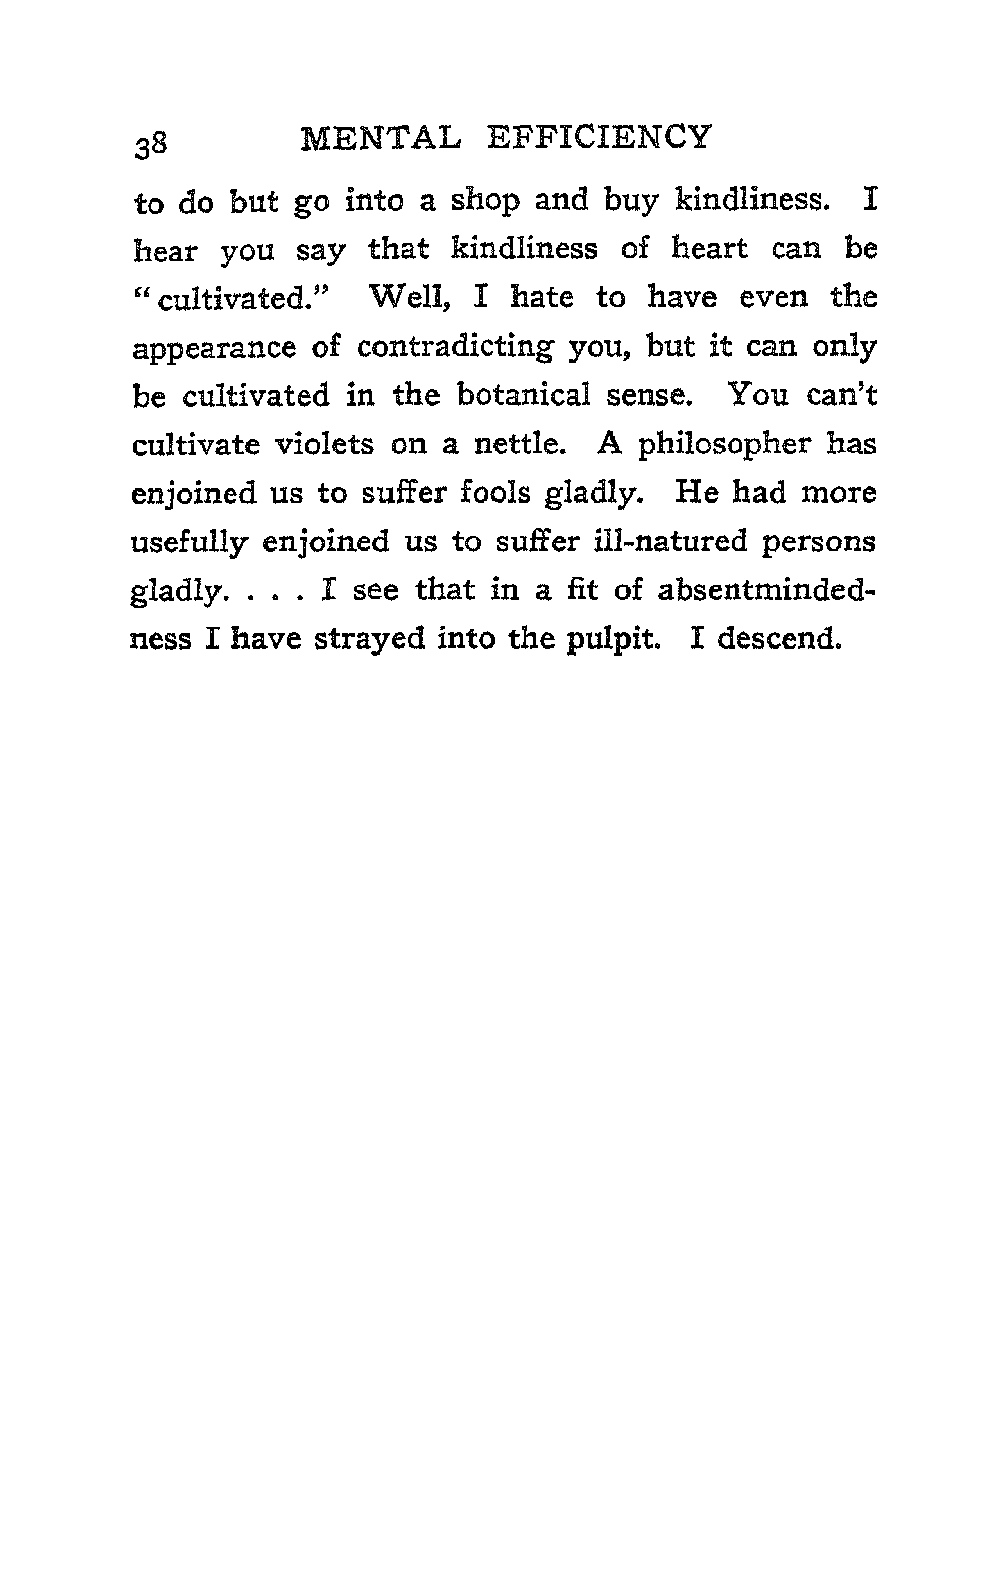 38 MENTAL EFFICIENCY
to do but go into a shop and buy kindliness. I
hear you say that kindliness of heart can be
“cultivated.” Well, I hate to have even the
appearance of contradicting you, but it can only
be cultivated in the botanical sense. You can't
cultivate violets on a nettle. A philosopher has
enjoined us to suffer fools gladly. He had more
usefully enjoined us to suffer ill-natured persons
gladly. . . . I see that in a fit of absentminded-
ness I have strayed into the pulpit. I descend.